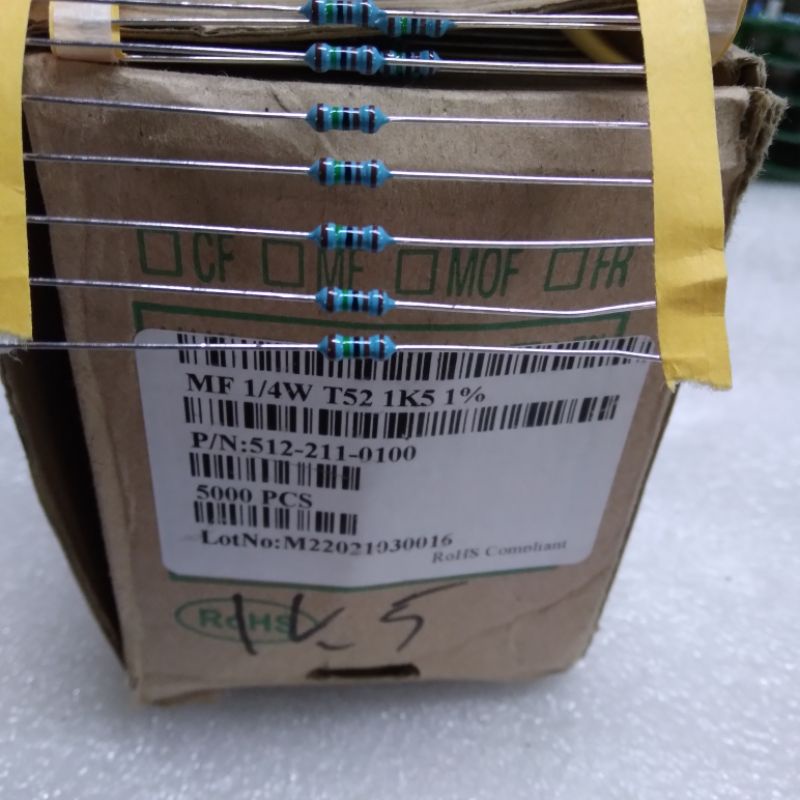 CF MF MOF FR
MF 1/4W T52 1K5 1%
P/N:512-211-0100
5000 PCS
LotNo:M22021030016
RoHS Compliant
RoHS
1K5